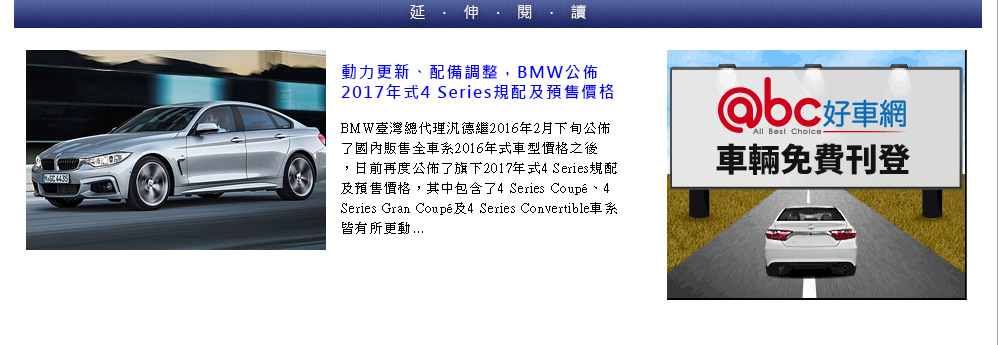 延．伸．閱．讀
動力更新、配備調整，BMW公佈
2017年式4 Series規配及預售價格
BMW臺灣總代理汎德繼2016年2月下旬公佈
了國內販售全車系2016年式車型價格之後
，日前再度公佈了旗下2017年式4 Series規配
及預售價格，其中包含了4 Series Coupé、4
Series Gran Coupé及4 Series Convertible車系
皆有所更動...
@bc好車網
All Best Choice
車輛免費刊登